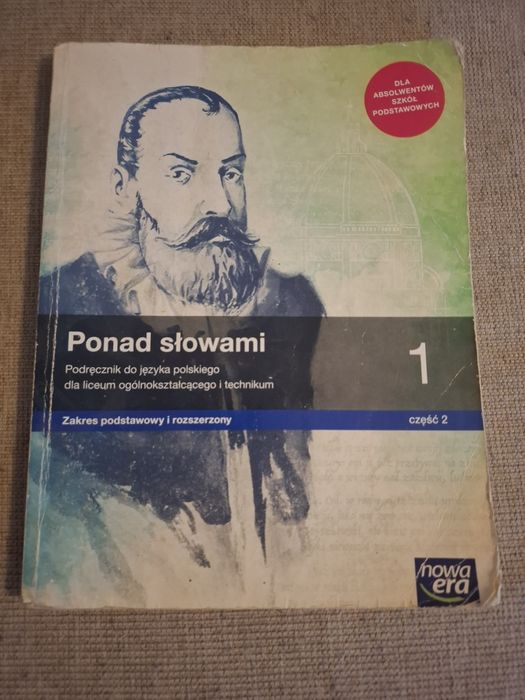 DLA
ABSOLWENTÓW
SZKÓŁ
PODSTAWOWYCH
Ponad słowami
1
Podręcznik do języka polskiego
dla liceum ogólnokształcącego i technikum
Zakres podstawowy i rozszerzony
część 2
nowa
era